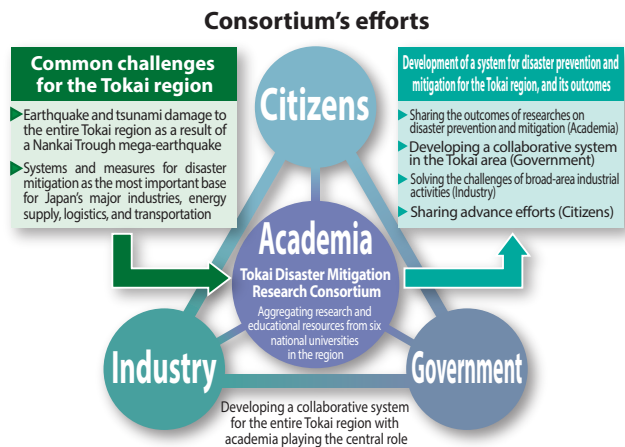 Consortium's efforts
Common challenges
for the Tokai region
Earthquake and tsunami damage to
the entire Tokai region as a result of
a Nankai Trough mega-earthquake
Systems and measures for disaster
mitigation as the most important base
for Japan's major industries, energy
supply, logistics, and transportation
Development of a system for disaster prevention and
mitigation for the Tokai region, and its outcomes
Sharing the outcomes of researches on
disaster prevention and mitigation (Academia)
Developing a collaborative system
in the Tokai area (Government)
Solving the challenges of broad-area industrial
activities (Industry)
Sharing advance efforts (Citizens)
Citizens
Academia
Tokai Disaster Mitigation
Research Consortium
Aggregating research and
educational resources from six
national universities
in the region
Industry
Government
Developing a collaborative system
for the entire Tokai region with
academia playing the central role